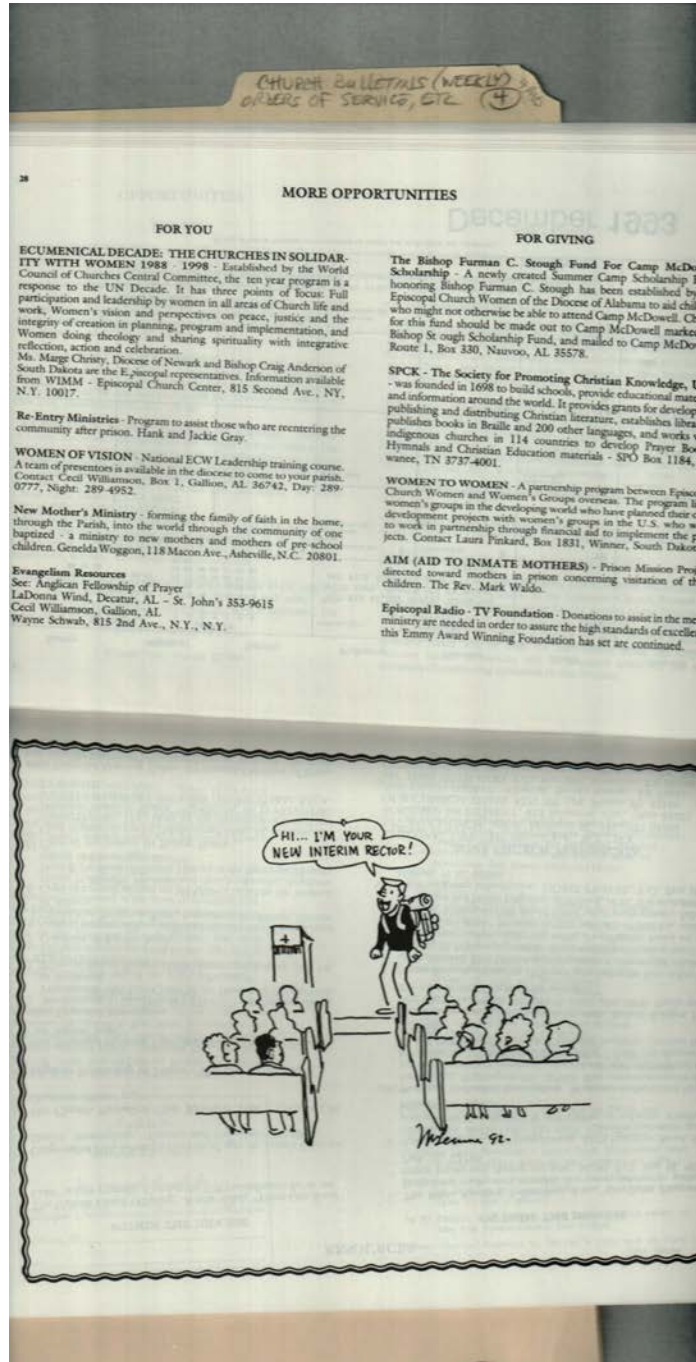 CHURCH BULLETINS (WEEKLY)
ORDERS OF SERVICE, ETC 4
28
MORE OPPORTUNITIES
FOR YOU
ECUMENICAL DECADE: THE CHURCHES IN SOLIDAR-
ITY WITH WOMEN 1988 - 1998 - Established by the World
Council of Churches Central Committee, the ten year program is a
response to the UN Decade. It has three points of focus: Full
participation and leadership by women in all areas of Church life and
work, Women's vision and perspectives on peace, justice and the
integrity of creation in planning, program and implementation, and
Women doing theology and sharing spirituality with integrative
reflection, action and celebration.
Ms. Marge Christy, Diocese of Newark and Bishop Craig Anderson of
South Dakota are the Episcopal representatives. Information available
from WIMM - Episcopal Church Center, 815 Second Ave., NY,
N.Y. 10017.
Re-Entry Ministries - Program to assist those who are reentering the
community after prison. Hank and Jackie Gray.
WOMEN OF VISION - National ECW Leadership training course.
A team of presentors is available in the diocese to come to your parish.
Contact Cecil Williamson, Box 1, Gallion, AL 36742, Day: 289-
0777, Night: 289-4952.
New Mother's Ministry - forming the family of faith in the home,
through the Parish, into the world through the community of one
baptized - a ministry to new mothers and mothers of pre-school
children. Genelda Woggon, 118 Macon Ave., Asheville, N.C. 20801.
Evangelism Resources
See: Anglican Fellowship of Prayer
LaDonna Wind, Decatur, AL - St. John's 353-9615
Cecil Williamson, Gallion, AL
Wayne Schwab, 815 2nd Ave., N.Y., N.Y.
FOR GIVING
The Bishop Furman C. Stough Fund For Camp McDo
Scholarship - A newly created Summer Camp Scholarship
honoring Bishop Furman C. Stough has been established by
Episcopal Church Women of the Diocese of Alabama to aid chi
who might not otherwise be able to attend Camp McDowell. Ch
for this fund should be made out to Camp McDowell marke
Bishop St ough Scholarship Fund, and mailed to Camp McDo
Route 1, Box 330, Nauvoo, AL 35578.
SPCK - The Society for Promoting Christian Knowledge, U
- was founded in 1698 to build schools, provide educational mate
and information around the world. It provides grants for develop
publishing and distributing Christian literature, establishes libra
publishes books in Braille and 200 other languages, and works
indigenous churches in 114 countries to develop Prayer Bo
Hymnals and Christian Education materials - SPO Box 1184,
wanee, TN 3737-4001.
WOMEN TO WOMEN - A partnership program between Episc
Church Women and Women's Groups overseas. The program li
women's groups in the developing world who have planned their
development projects with women's groups in the U.S. who w
to work in partnership through financial aid to implement the p
jects. Contact Laura Pinkard, Box 1831, Winner, South Dakot
AIM (AID TO INMATE MOTHERS) - Prison Mission Proj
directed toward mothers in prison concerning visitation of th
children. The Rev. Mark Waldo.
Episcopal Radio - TV Foundation - Donations to assist in the me
ministry are needed in order to assure the high standards of excelle
this Emmy Award Winning Foundation has set are continued.
HI... I'M YOUR
NEW INTERIM RECTOR!
92.